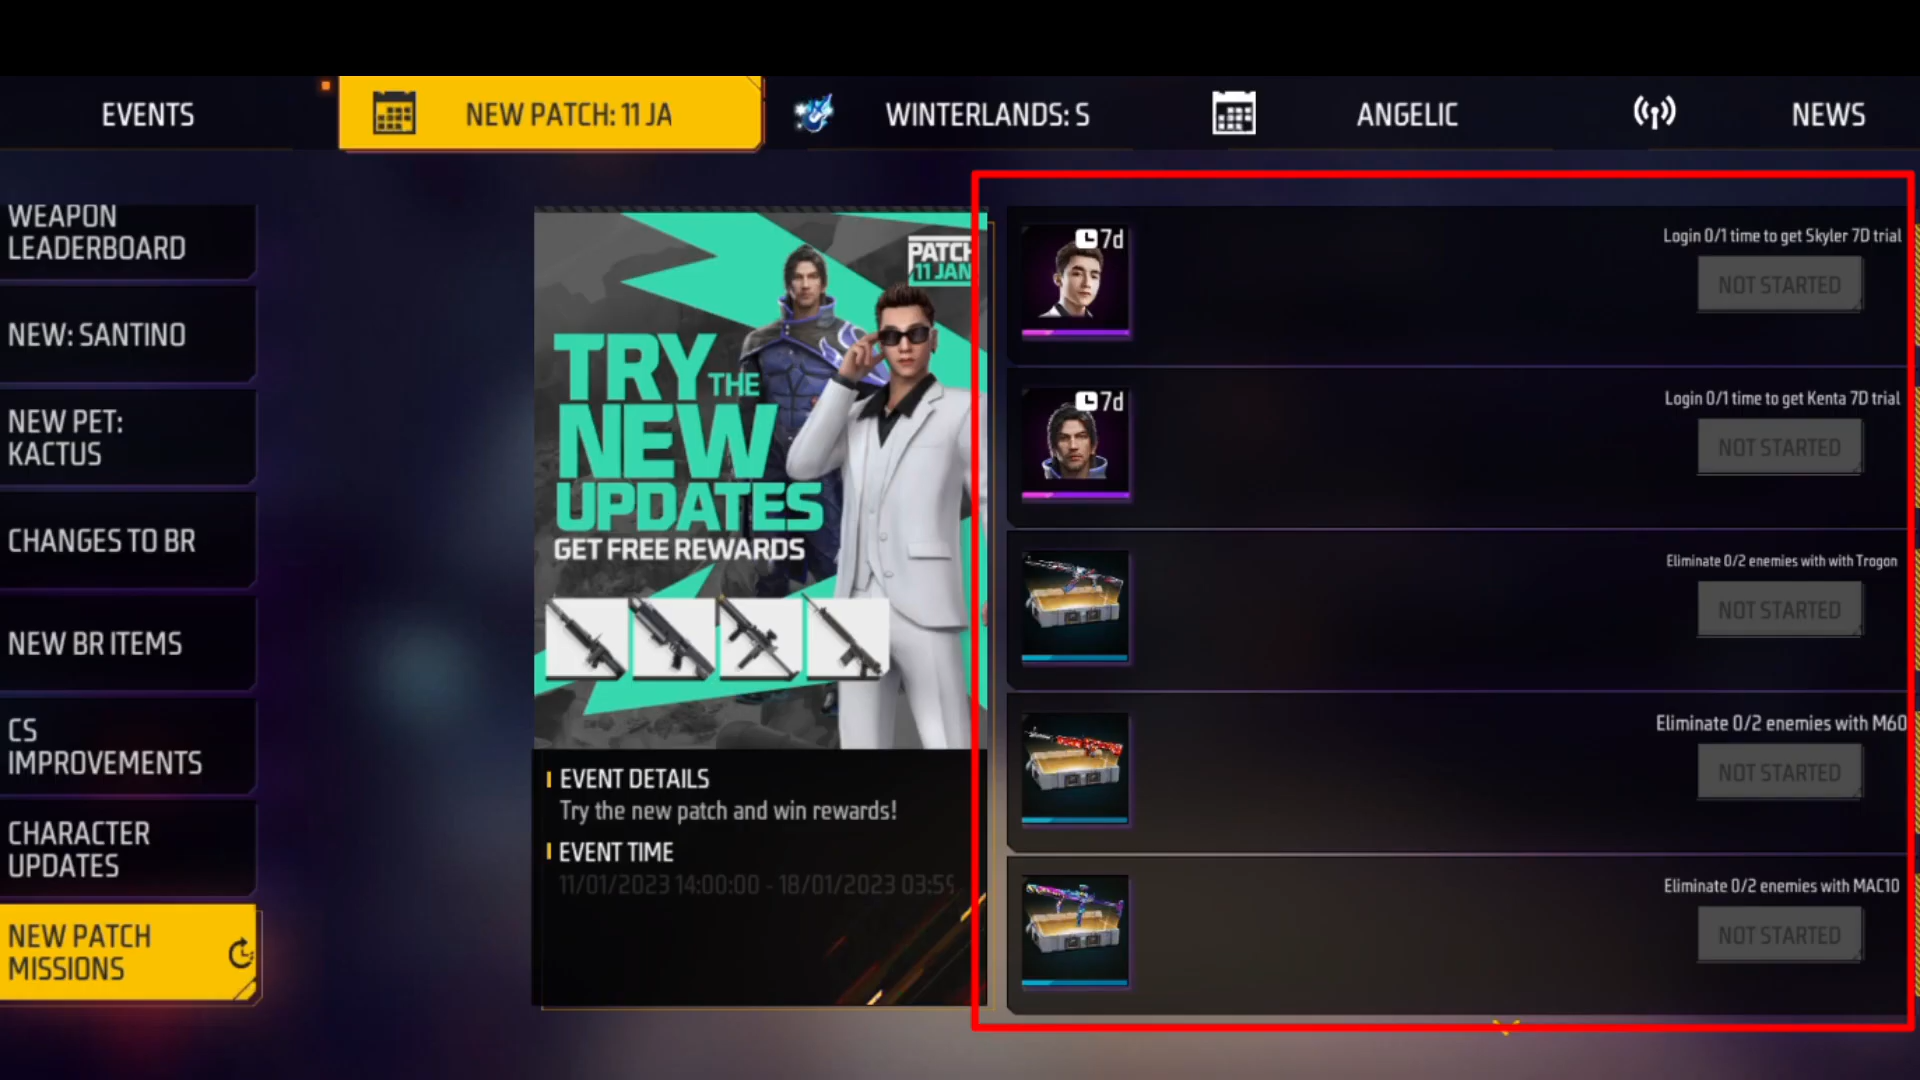 EVENTS
NEW PATCH: 11 JA
WINTERLANDS: S
ANGELIC
NEWS
WEAPON
LEADERBOARD
NEW: SANTINO
NEW PET:
KACTUS
CHANGES TO BR
NEW BR ITEMS
CS
IMPROVEMENTS
CHARACTER
UPDATES
NEW PATCH
MISSIONS
PATCH
11 JAN
TRY THE
NEW
UPDATES
GET FREE REWARDS
EVENT DETAILS
Try the new patch and win rewards!
EVENT TIME
11/01/2023 14:00:00 - 18/01/2023 03:59
7d
Login 0/1 time to get Skyler 7D trial
NOT STARTED
7d
Login 0/1 time to get Kenta 7D trial
NOT STARTED
Eliminate 0/2 enemies with with Trogon
NOT STARTED
Eliminate 0/2 enemies with M60
NOT STARTED
Eliminate 0/2 enemies with MAC10
NOT STARTED